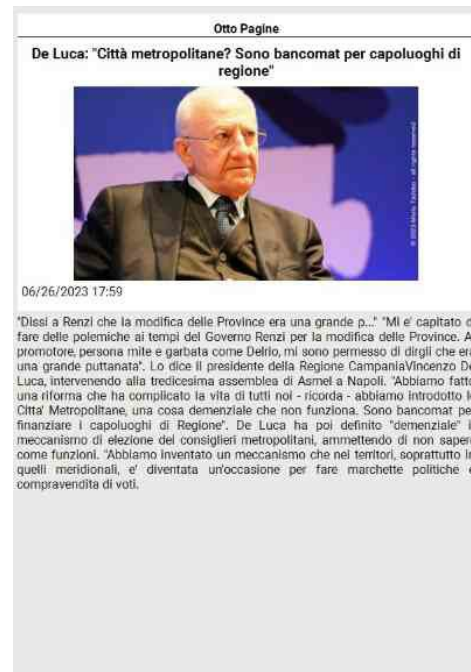 Otto Pagine
De Luca: "Città metropolitane? Sono bancomat per capoluoghi di
regione"
06/26/2023 17:59
"Dissi a Renzi che la modifica delle Province era una grande p..." "Mi e' capitato d
fare delle polemiche ai tempi del Governo Renzi per la modifica delle Province. A
promotore, persona mite e garbata come Delrio, mi sono permesso di dirgli che era
una grande puttanata". Lo dice il presidente della Regione CampaniaVincenzo De
Luca, intervenendo alla tredicesima assemblea di Asmel a Napoli. "Abbiamo fatto
una riforma che ha complicato la vita di tutti noi - ricorda - abbiamo introdotto le
Citta' Metropolitane, una cosa demenziale che non funziona. Sono bancomat per
finanziare i capoluoghi di Regione". De Luca ha poi definito "demenziale" i
meccanismo di elezione dei consiglieri metropolitani, ammettendo di non sapere
come funzioni. "Abbiamo inventato un meccanismo che nei territori, soprattutto in
quelli meridionali, e' diventata un'occasione per fare marchette politiche e
compravendita di voti.